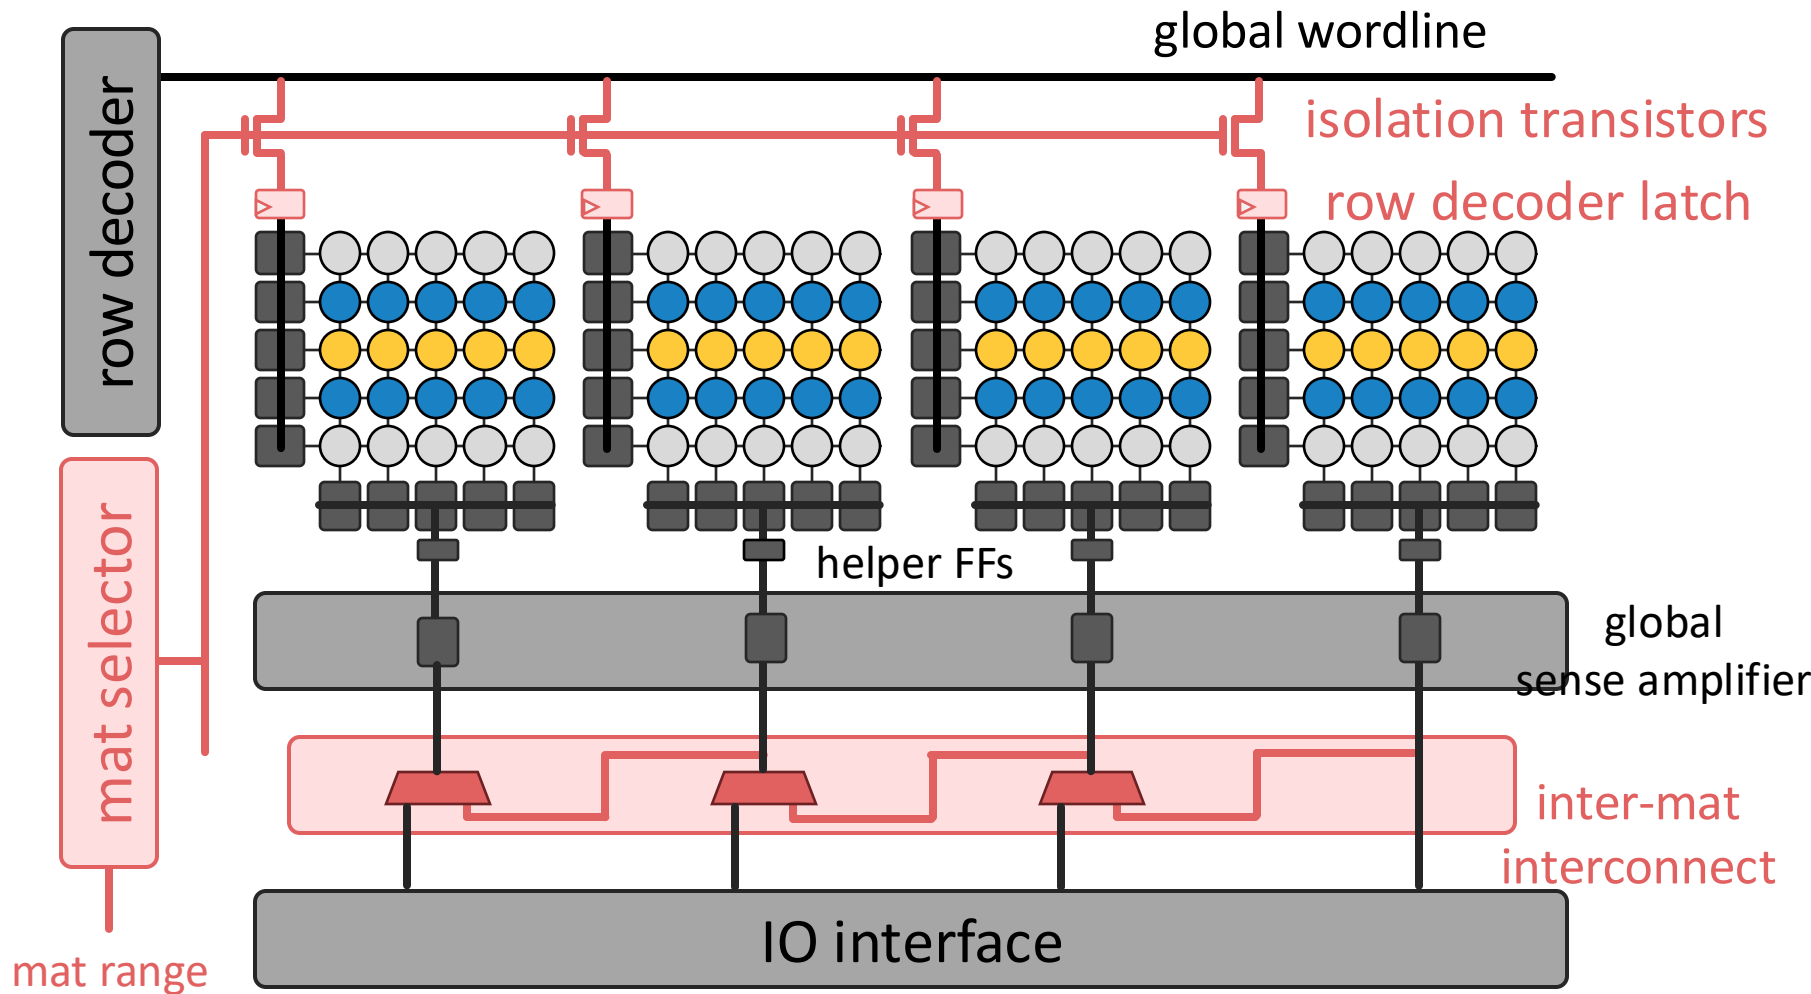 global wordline
row decoder
isolation transistors
row decoder latch
mat selector
helper FFs
global
sense amplifier
inter-mat
interconnect
IO interface
mat range